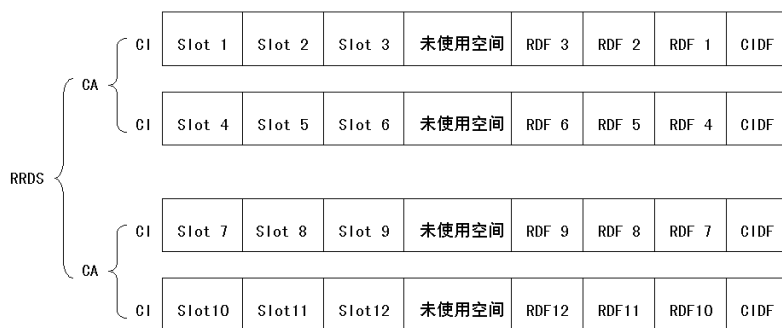 CI Slot 1 Slot 2 Slot 3 未使用空间 RDF 3 RDF 2 RDF 1 CIDF
CA
CI Slot 4 Slot 5 Slot 6 未使用空间 RDF 6 RDF 5 RDF 4 CIDF
RRDS
CI Slot 7 Slot 8 Slot 9 未使用空间 RDF 9 RDF 8 RDF 7 CIDF
CA
CI Slot10 Slot11 Slot12 未使用空间 RDF12 RDF11 RDF10 CIDF